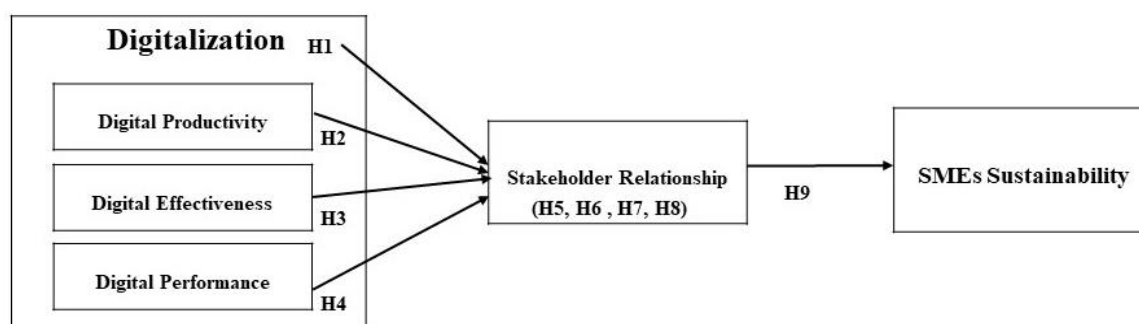 Digitalization
H1
Digital Productivity
H2
Digital Effectiveness
H3
Digital Performance
H4
Stakeholder Relationship
(H5, H6 , H7, H8)
H9
SMEs Sustainability